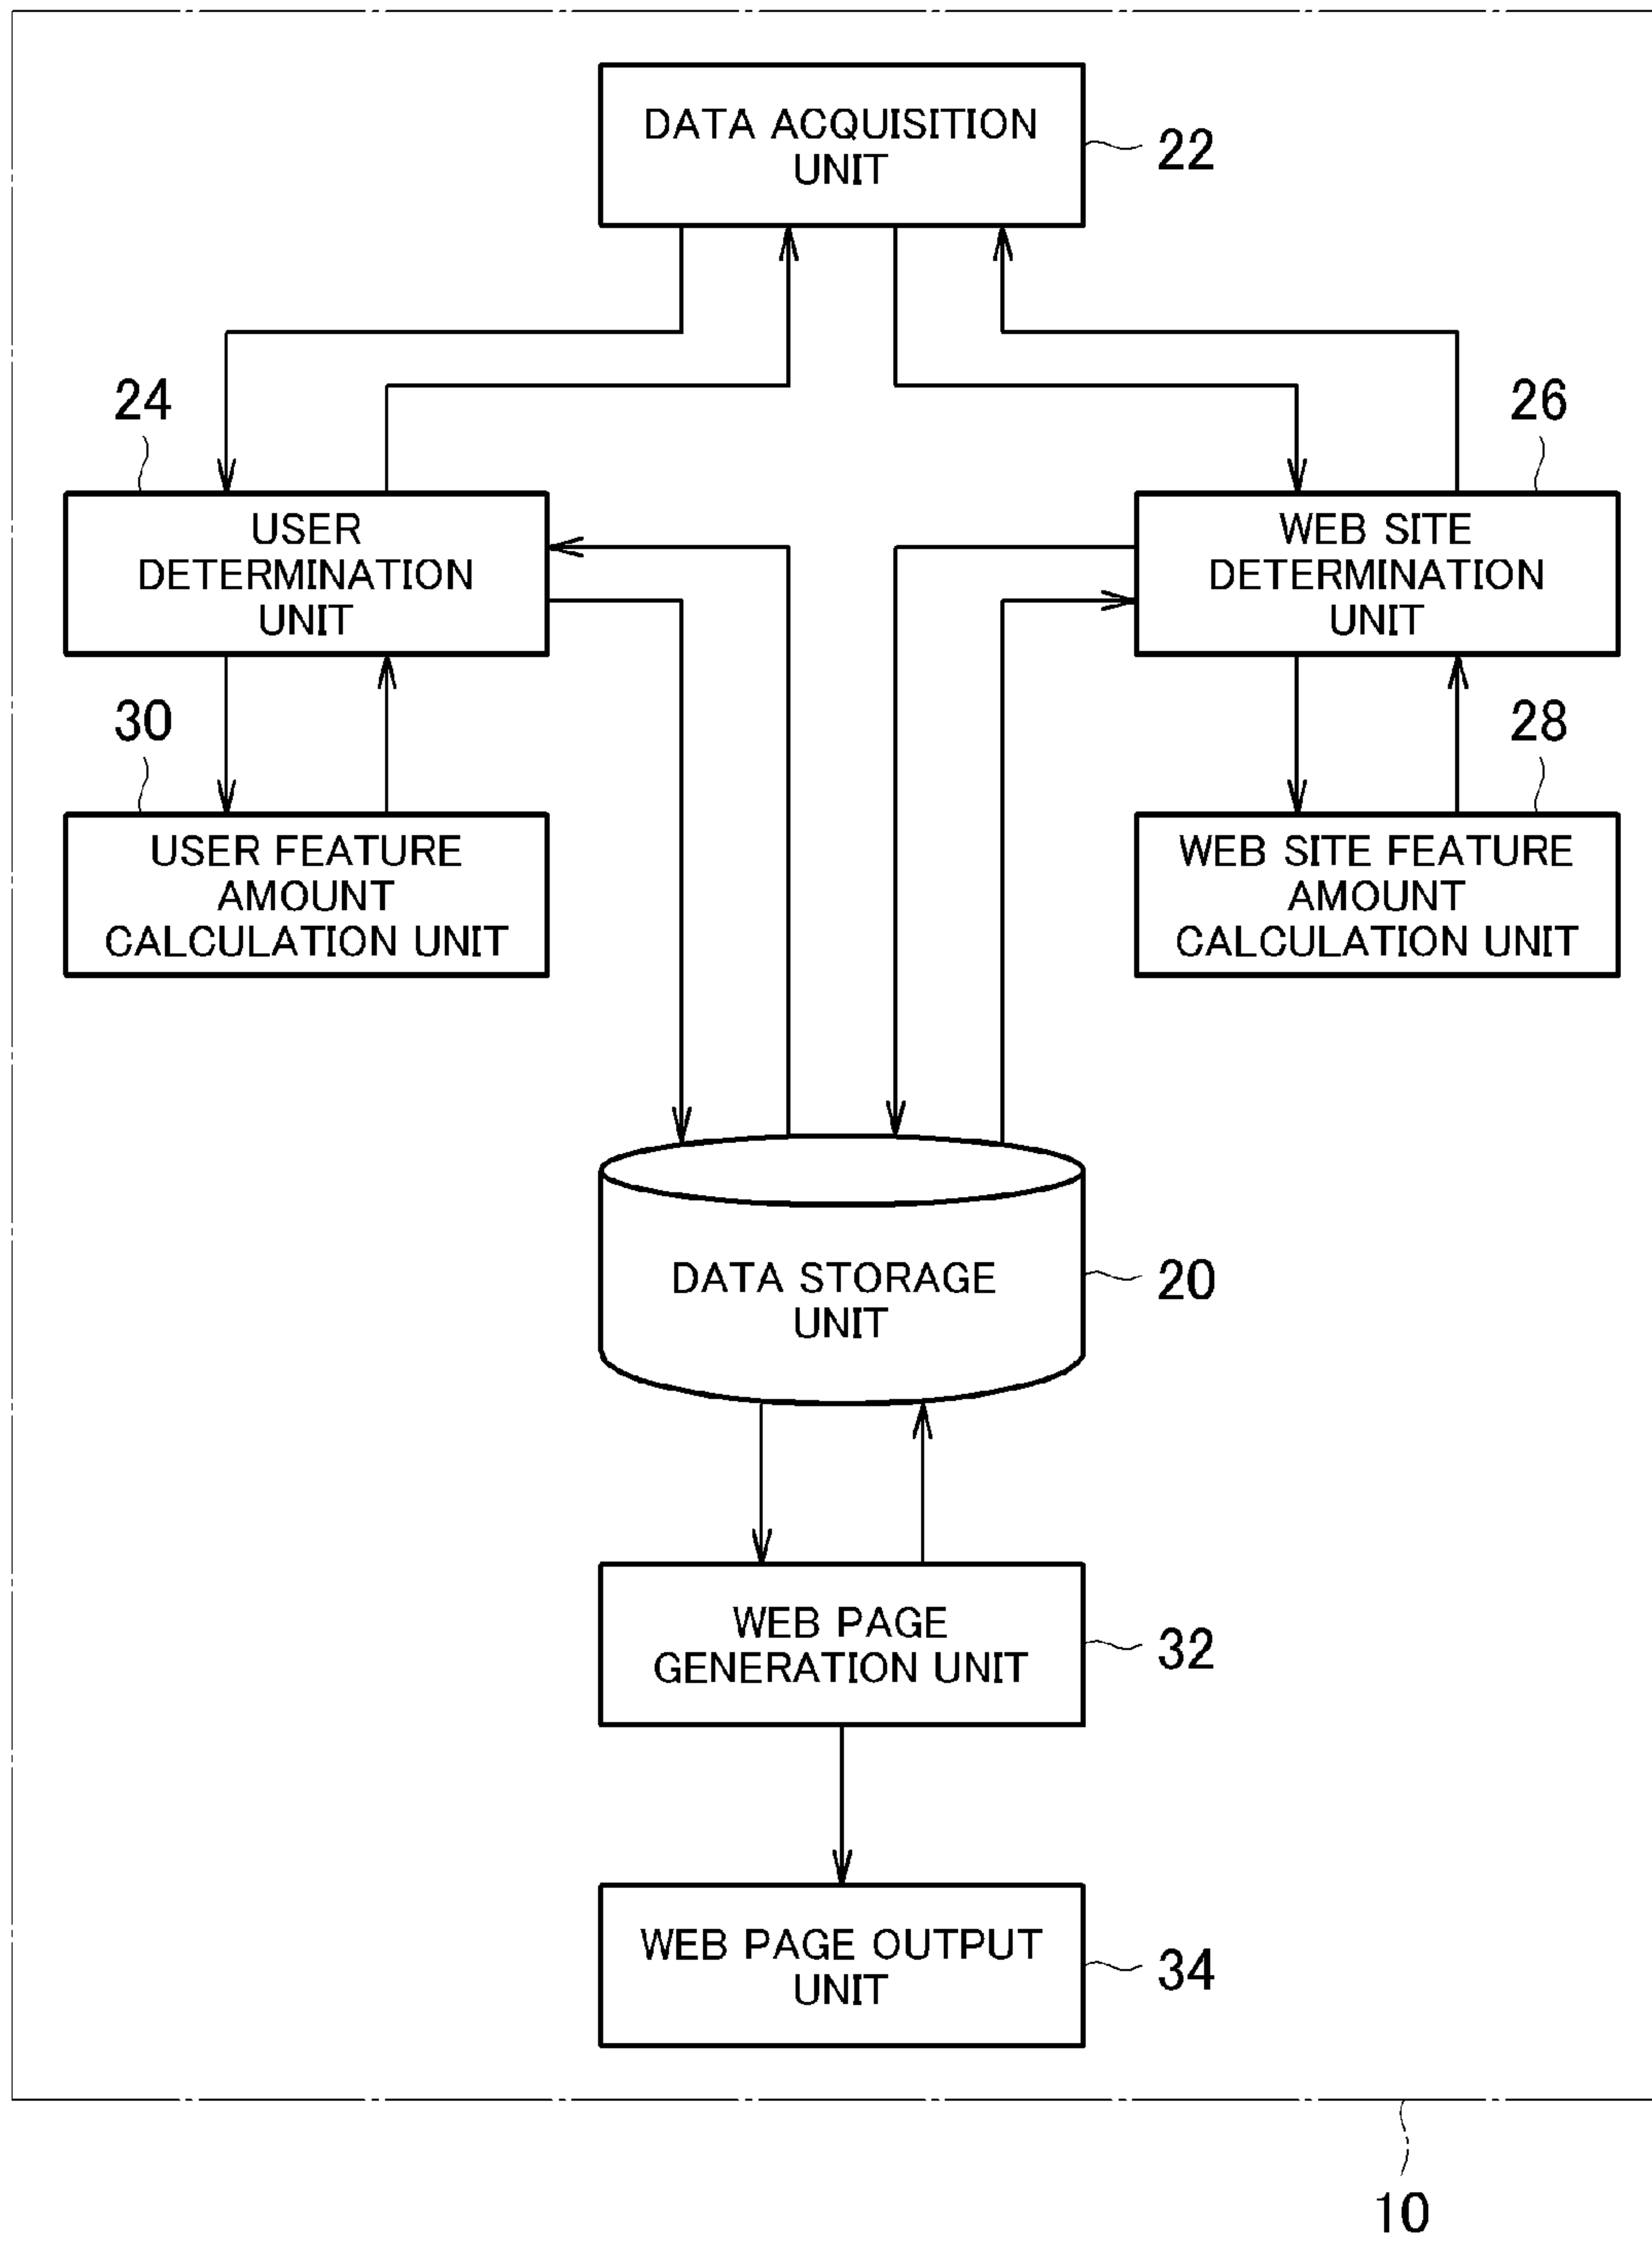 DATA ACQUISITION
UNIT
22
24
26
USER
DETERMINATION
UNIT
WEB SITE
DETERMINATION
UNIT
30
28
USER FEATURE
AMOUNT
CALCULATION UNIT
WEB SITE FEATURE
AMOUNT
CALCULATION UNIT
DATA STORAGE
UNIT
20
WEB PAGE
GENERATION UNIT
32
WEB PAGE OUTPUT
UNIT
34
10